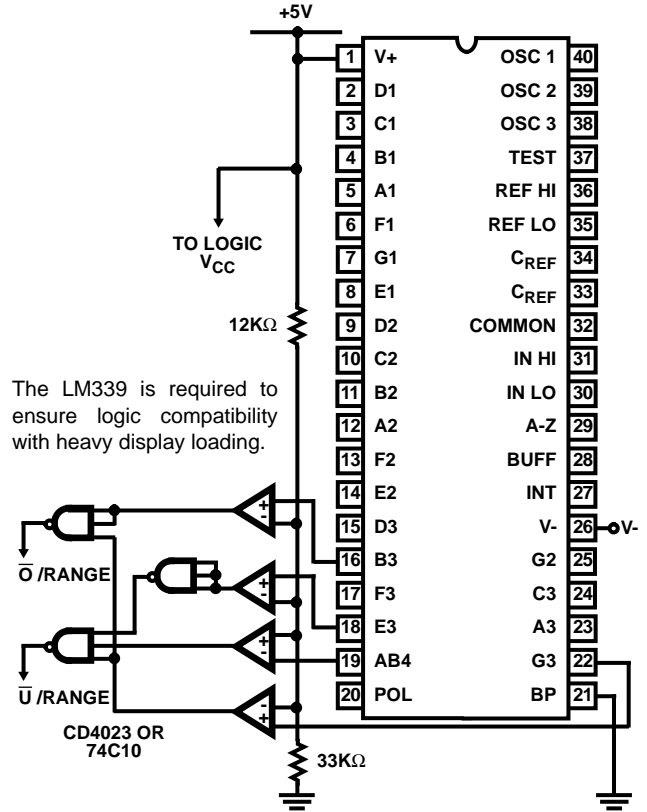 +5V
1 V+ OSC 1 40
2 D1 OSC 2 39
3 C1 OSC 3 38
4 B1 TEST 37
5 A1 REF HI 36
6 F1 REF LO 35
7 G1 CREF 34
8 E1 CREF 33
9 D2 COMMON 32
10 C2 IN HI 31
11 B2 IN LO 30
12 A2 A-Z 29
13 F2 BUFF 28
14 E2 INT 27
15 D3 V- 26 V-
16 B3 G2 25
17 F3 C3 24
18 E3 A3 23
19 AB4 G3 22
20 POL BP 21
TO LOGIC
VCC
12KΩ
The LM339 is required to
ensure logic compatibility
with heavy display loading.
+
-
+
-
+
-
-
+
O̅ /RANGE
U̅ /RANGE
CD4023 OR
74C10
33KΩ